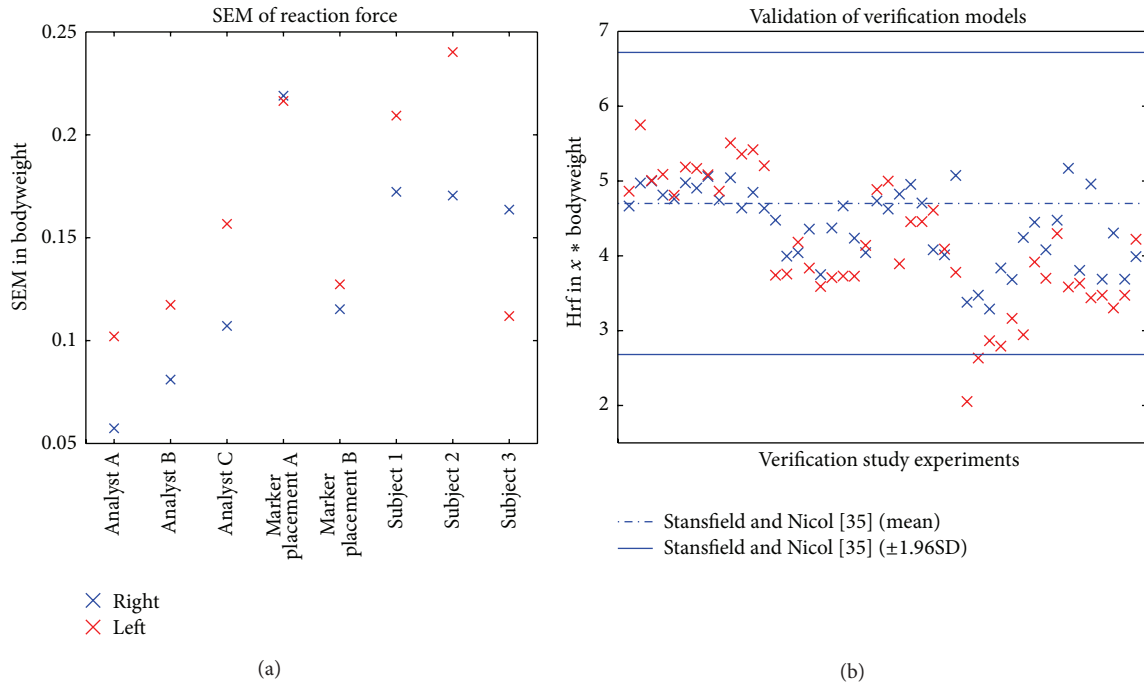 SEM of reaction force
0.25
0.2
0.15
0.1
0.05
SEM in bodyweight
Analyst A
Analyst B
Analyst C
Marker
placement A
Marker
placement B
Subject 1
Subject 2
Subject 3
Right
Left
(a)
Validation of verification models
7
6
5
4
3
2
Hrf in x * bodyweight
Verification study experiments
Stansfield and Nicol [35] (mean)
Stansfield and Nicol [35] (±1.96SD)
(b)